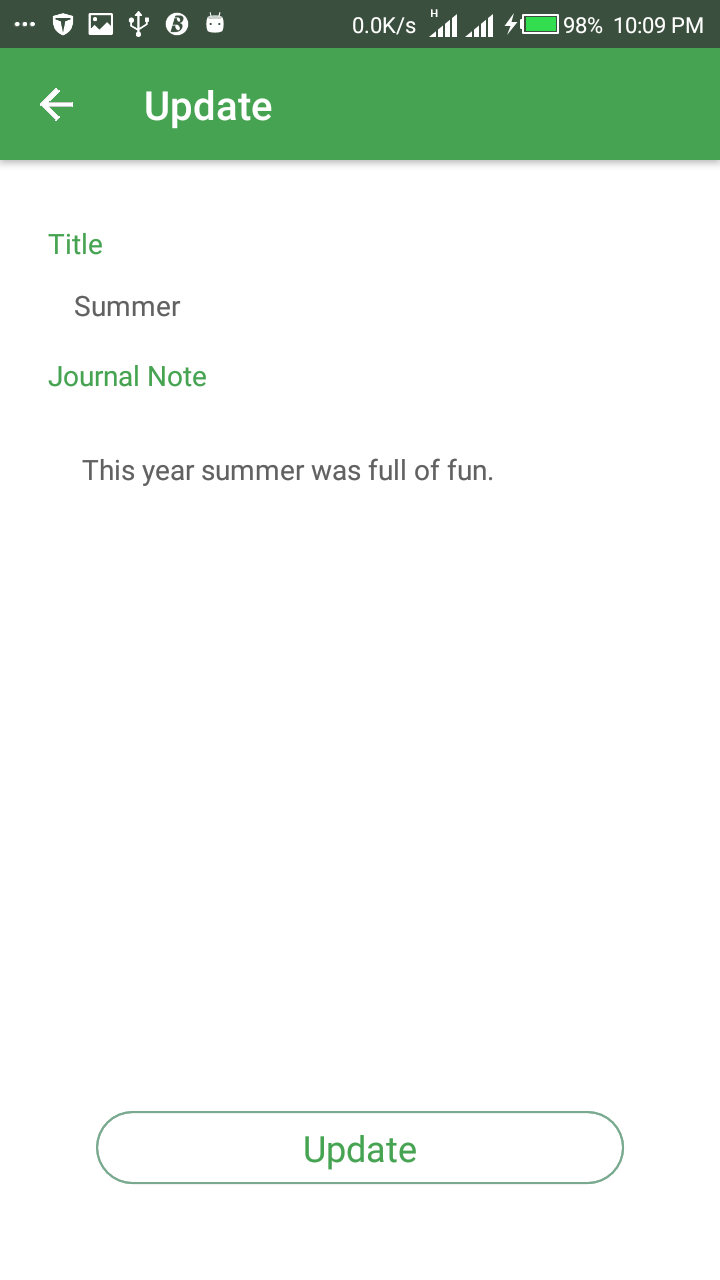 0.0K/s H 98% 10:09 PM
Update
Title
Summer
Journal Note
This year summer was full of fun.
Update